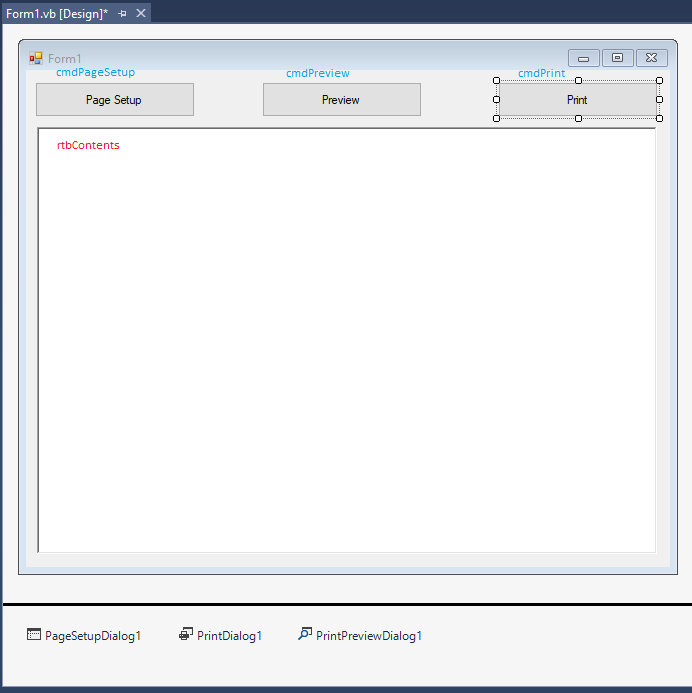 Form1.vb [Design]*
Form1
cmdPageSetup cmdPreview cmdPrint
Page Setup Preview Print
rtbContents
PageSetupDialog1 PrintDialog1 PrintPreviewDialog1